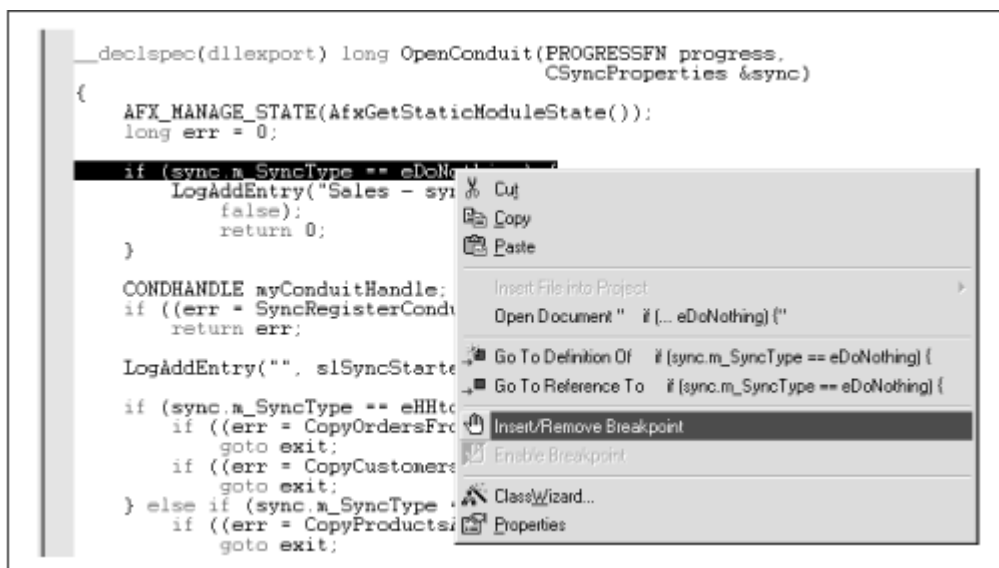 __declspec(dllexport) long OpenConduit(PROGRESSFN progress,
CSyncProperties &sync)
{
AFX_MANAGE_STATE(AfxGetStaticModuleState());
long err = 0;
if (sync.m_SyncType == eDoNothing) {
LogAddEntry("Sales - syn
false);
return 0;
}
CONDHANDLE myConduitHandle;
if ((err = SyncRegisterCondu
return err;
LogAddEntry("", slSyncStarte
if (sync.m_SyncType == eHHto
if ((err = CopyOrdersFro
goto exit;
if ((err = CopyCustomers
goto exit;
} else if (sync.m_SyncType
if ((err = CopyProducts
goto exit;
Cut
Copy
Paste
Insert File into Project
Open Document " if (... eDoNothing) {"
Go To Definition Of if (sync.m_SyncType == eDoNothing) {
Go To Reference To if (sync.m_SyncType == eDoNothing) {
Insert/Remove Breakpoint
Enable Breakpoint
ClassWizard...
Properties